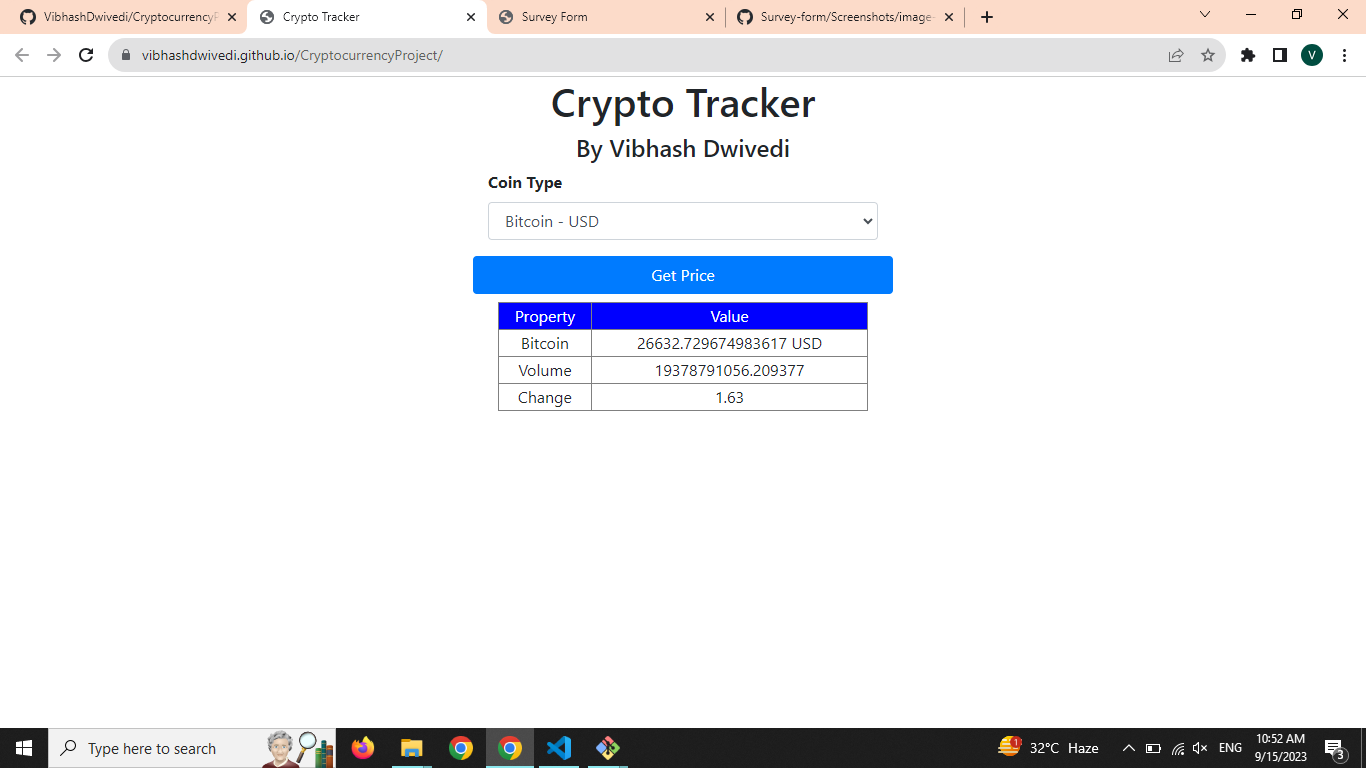 VibhashDwivedi/CryptocurrencyP
Crypto Tracker
Survey Form
Survey-form/Screenshots/image-
vibhashdwivedi.github.io/CryptocurrencyProject/
V
Crypto Tracker
By Vibhash Dwivedi
Coin Type
Bitcoin - USD
Get Price
Property Value
Bitcoin 26632.729674983617 USD
Volume 19378791056.209377
Change 1.63
Type here to search
1
32°C Haze
ENG
10:52 AM
9/15/2023
3